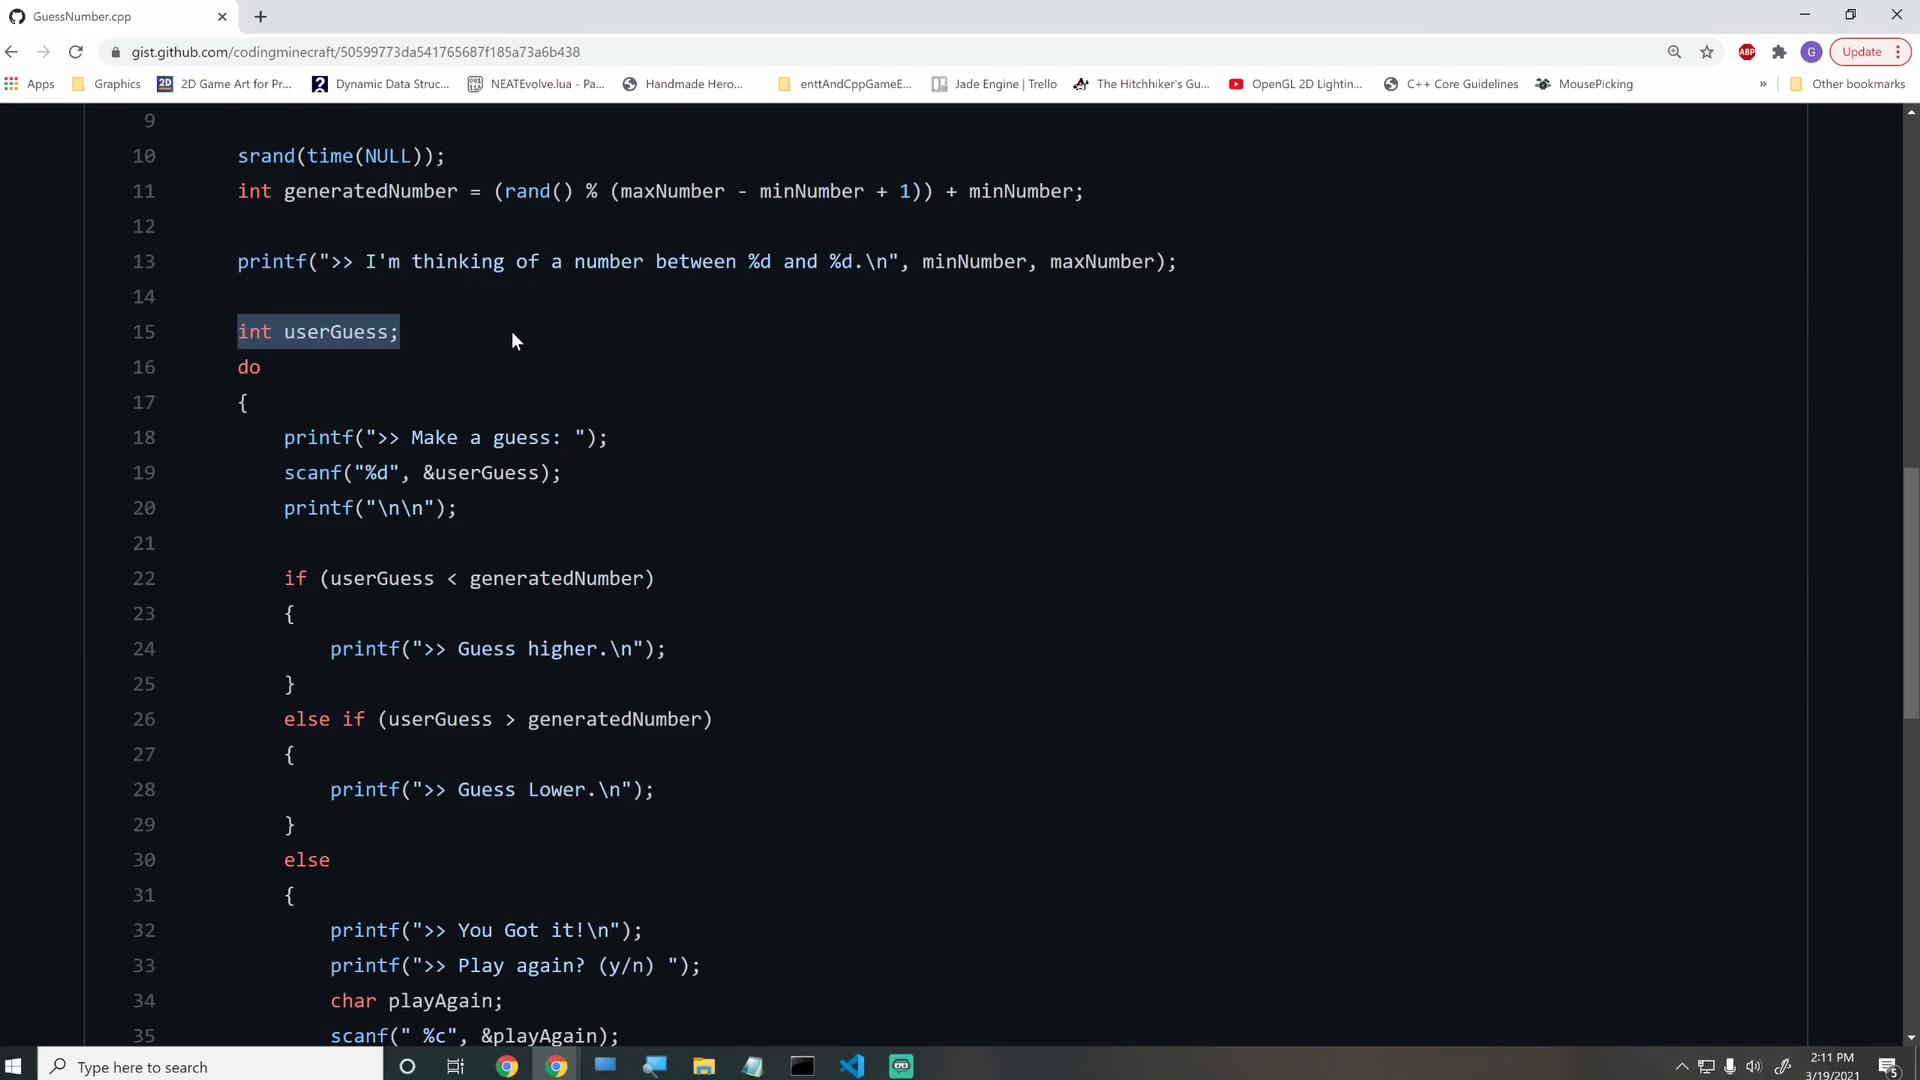 GuessNumber.cpp
gist.github.com/codingminecraft/50599773da541765687f185a73a6b438
ABP
G
Update
Apps
Graphics
2D Game Art for Pr...
Dynamic Data Struc...
NEATEvolve.lua - Pa...
Handmade Hero...
enttAndCppGameE...
Jade Engine | Trello
The Hitchhiker's Gu...
OpenGL 2D Lightin...
C++ Core Guidelines
MousePicking
»
Other bookmarks
9
10 srand(time(NULL));
11 int generatedNumber = (rand() % (maxNumber - minNumber + 1)) + minNumber;
12
13 printf(">> I'm thinking of a number between %d and %d.\n", minNumber, maxNumber);
14
15 int userGuess;
16 do
17 {
18 printf(">> Make a guess: ");
19 scanf("%d", &userGuess);
20 printf("\n\n");
21
22 if (userGuess < generatedNumber)
23 {
24 printf(">> Guess higher.\n");
25 }
26 else if (userGuess > generatedNumber)
27 {
28 printf(">> Guess Lower.\n");
29 }
30 else
31 {
32 printf(">> You Got it!\n");
33 printf(">> Play again? (y/n) ");
34 char playAgain;
35 scanf(" %c", &playAgain);
Type here to search
2:11 PM
3/19/2021
5